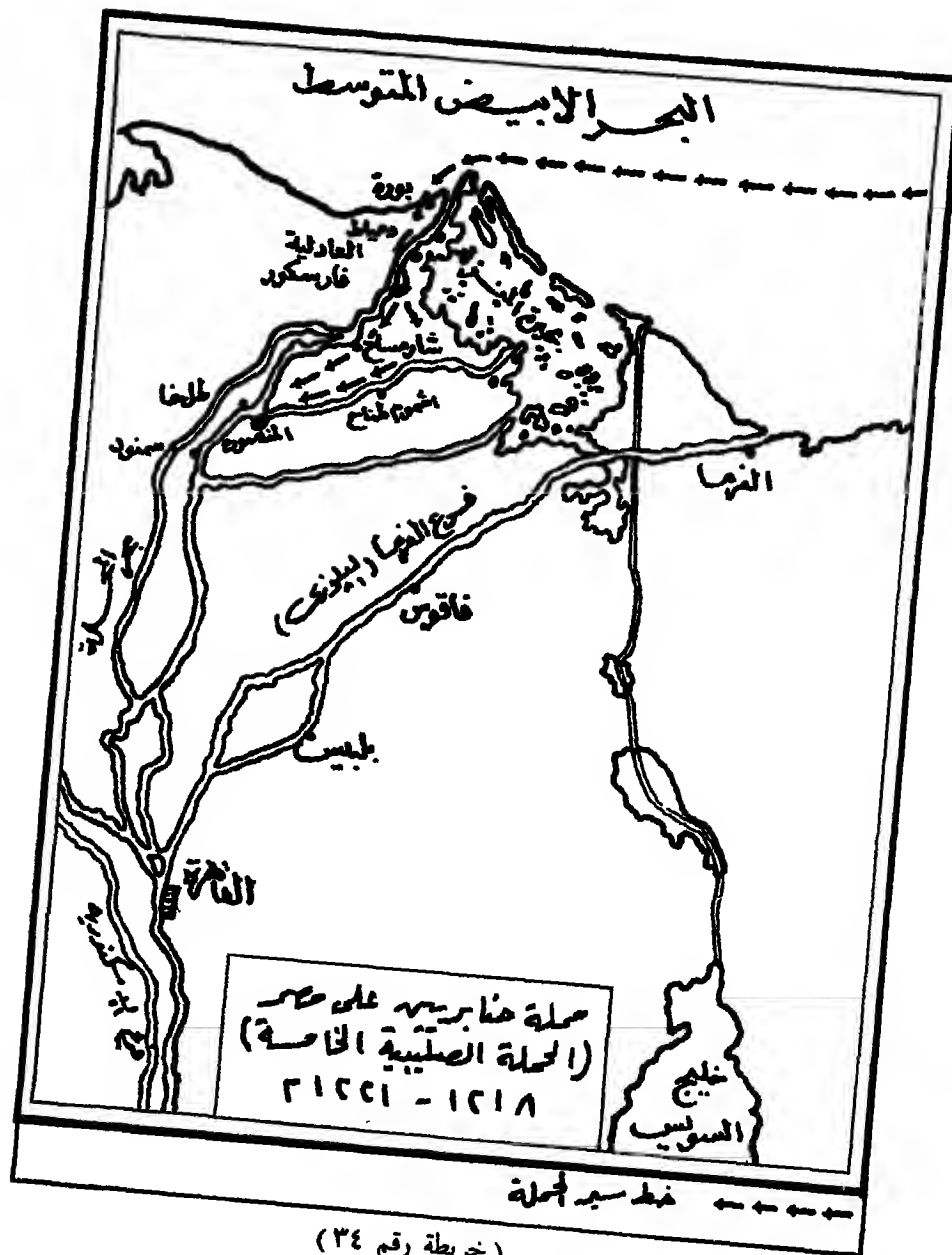 البحر الابيض المتوسط
بورة
دمياط
العادلية
فارسكور
بحيرة المنزلة
شارمساح
طلخا
اشموم طناح
المنصورة
سمنود
الفرما
فرع الفرما (البيلوزى)
فاقوس
بلبيس
القاهرة
حملة حنا برين على مصر
(الحملة الصليبية الخامسة)
١٢١٨ - ١٢٢١م
خليج
السويس
خط سير الحملة
(خريطة رقم ٣٤)